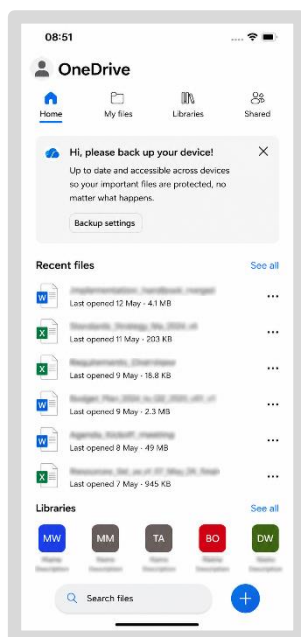 08:51
OneDrive
Home My files Libraries Shared
Hi, please back up your device!
Up to date and accessible across devices
so your important files are protected, no
matter what happens.
Backup settings
Recent files See all
Last opened 12 May · 4.1 MB
Last opened 11 May · 203 KB
Last opened 9 May · 16.8 KB
Last opened 9 May · 2.3 MB
Last opened 8 May · 49 MB
Last opened 7 May · 945 KB
Libraries See all
MW MM TA BO DW
Search files